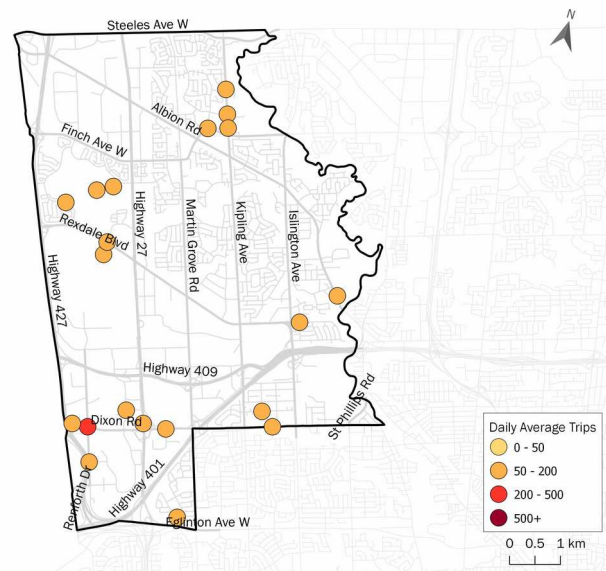 Steeles Ave W
N
Albion Rd
Finch Ave W
Highway 27
Martin Grove Rd
Kipling Ave
Islington Ave
Rexdale Blvd
Highway 427
Highway 409
St Phillips Rd
Dixon Rd
Renforth Dr
Highway 401
Eglinton Ave W
Daily Average Trips
0 - 50
50 - 200
200 - 500
500+
0 0.5 1 km